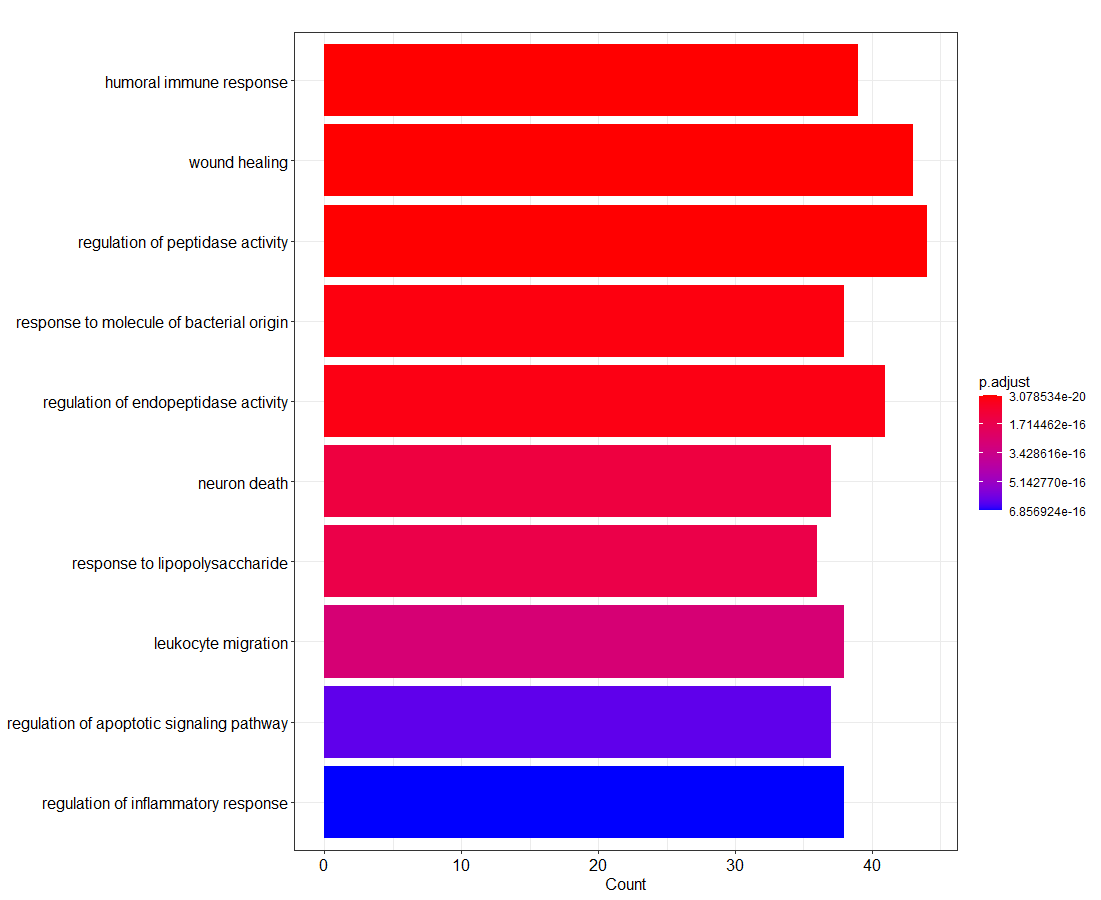 humoral immune response
wound healing
regulation of peptidase activity
response to molecule of bacterial origin
regulation of endopeptidase activity
neuron death
response to lipopolysaccharide
leukocyte migration
regulation of apoptotic signaling pathway
regulation of inflammatory response
0 10 20 30 40
Count
p.adjust
3.078534e-20
1.714462e-16
3.428616e-16
5.142770e-16
6.856924e-16